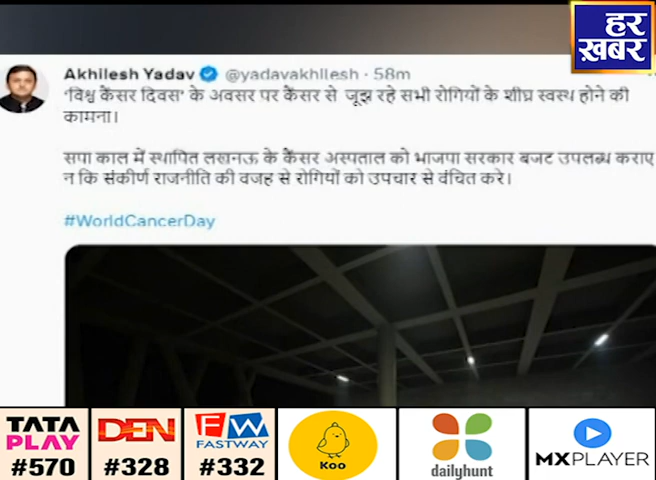 हर
ख़बर
Akhilesh Yadav @yadavakhilesh · 58m
'विश्व कैंसर दिवस' के अवसर पर कैंसर से जूझ रहे सभी रोगियों के शीघ्र स्वस्थ होने की
कामना।
सपा काल में स्थापित लखनऊ के कैंसर अस्पताल को भाजपा सरकार बजट उपलब्ध कराए
न कि संकीर्ण राजनीति की वजह से रोगियों को उपचार से वंचित करे।
#WorldCancerDay
TATA PLAY #570
DEN #328
FW FASTWAY #332
Koo
dailyhunt
MXPLAYER